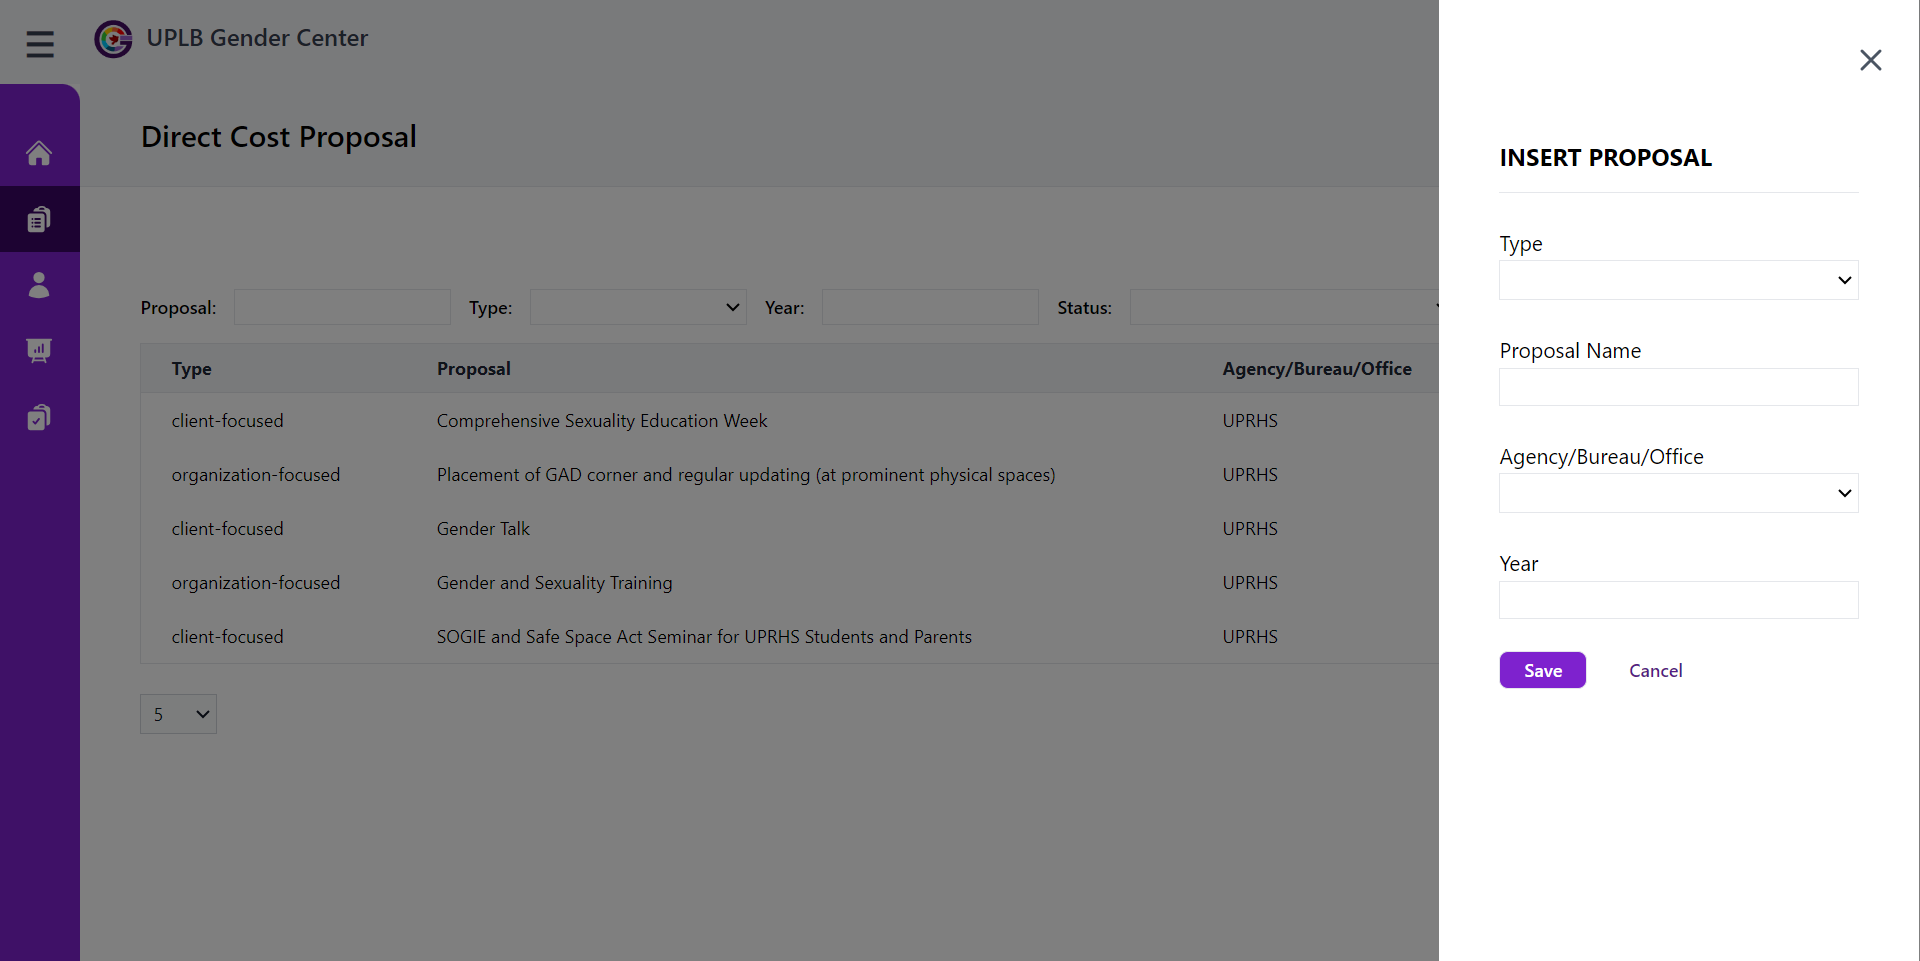 UPLB Gender Center
Direct Cost Proposal
Proposal: Type: Year: Status:
Type Proposal Agency/Bureau/Office
client-focused Comprehensive Sexuality Education Week UPRHS
organization-focused Placement of GAD corner and regular updating (at prominent physical spaces) UPRHS
client-focused Gender Talk UPRHS
organization-focused Gender and Sexuality Training UPRHS
client-focused SOGIE and Safe Space Act Seminar for UPRHS Students and Parents UPRHS
5
INSERT PROPOSAL
Type
Proposal Name
Agency/Bureau/Office
Year
Save Cancel